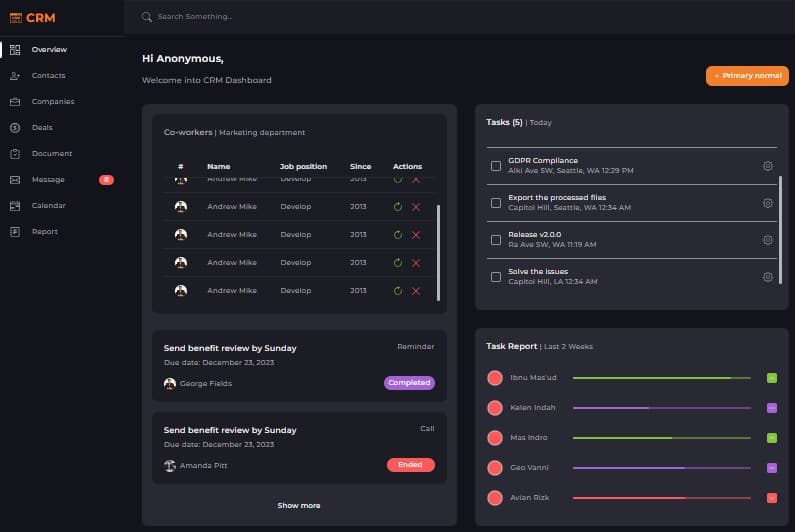 CRM
Search Something...
Overview
Contacts
Companies
Deals
Document
Message
Calendar
Report
Hi Anonymous,
Welcome into CRM Dashboard
+ Primary normal
Co-workers | Marketing department
# Name Job position Since Actions
Andrew Mike Develop 2013
Andrew Mike Develop 2013
Andrew Mike Develop 2013
Andrew Mike Develop 2013
Andrew Mike Develop 2013
Send benefit review by Sunday Reminder
Due date: December 23, 2023
George Fields Completed
Send benefit review by Sunday Call
Due date: December 23, 2023
Amanda Pitt Ended
Show more
Tasks (5) | Today
GDPR Compliance
Alki Ave SW, Seattle, WA 12:29 PM
Export the processed files
Capitol Hill, Seattle, WA 12:34 AM
Release v2.0.0
Ra Ave SW, WA 11:19 AM
Solve the issues
Capitol Hill, LA 12:34 AM
Task Report | Last 2 Weeks
Ibnu Mas'ud
Kelen Indah
Mas Indro
Geo Vanni
Avian Rizk